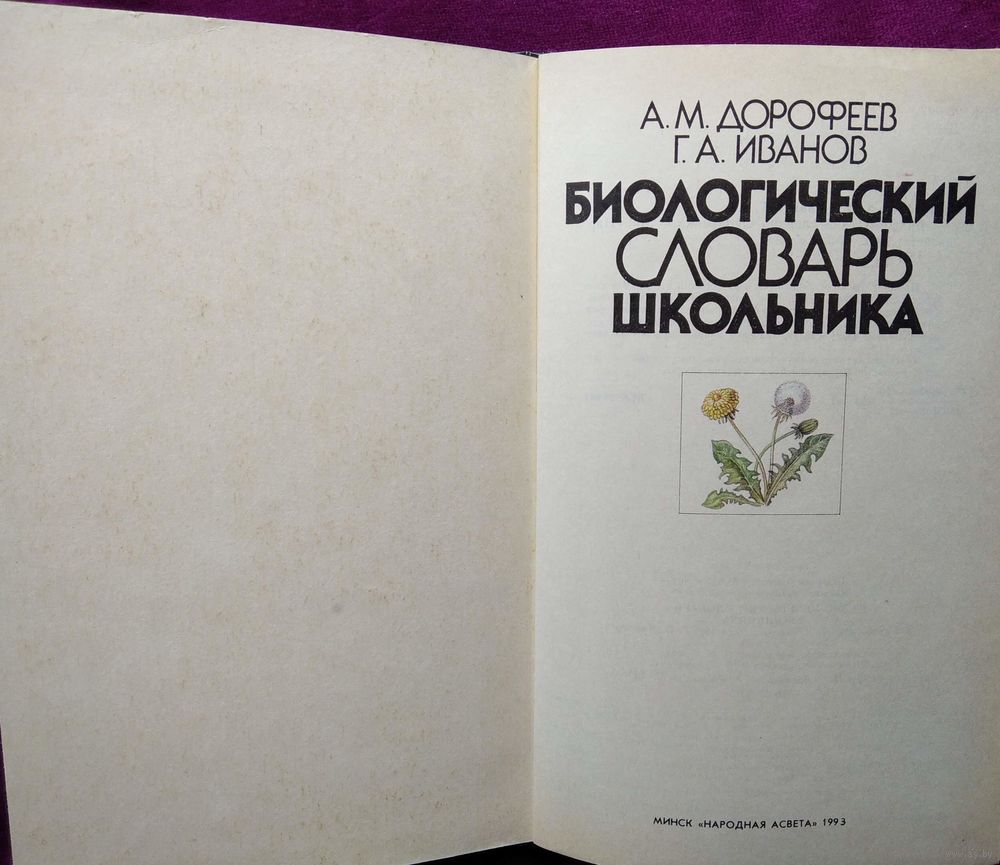 А. М. ДОРОФЕЕВ
Г. А. ИВАНОВ
БИОЛОГИЧЕСКИЙ
СЛОВАРЬ
ШКОЛЬНИКА
МИНСК «НАРОДНАЯ АСВЕТА» 1993